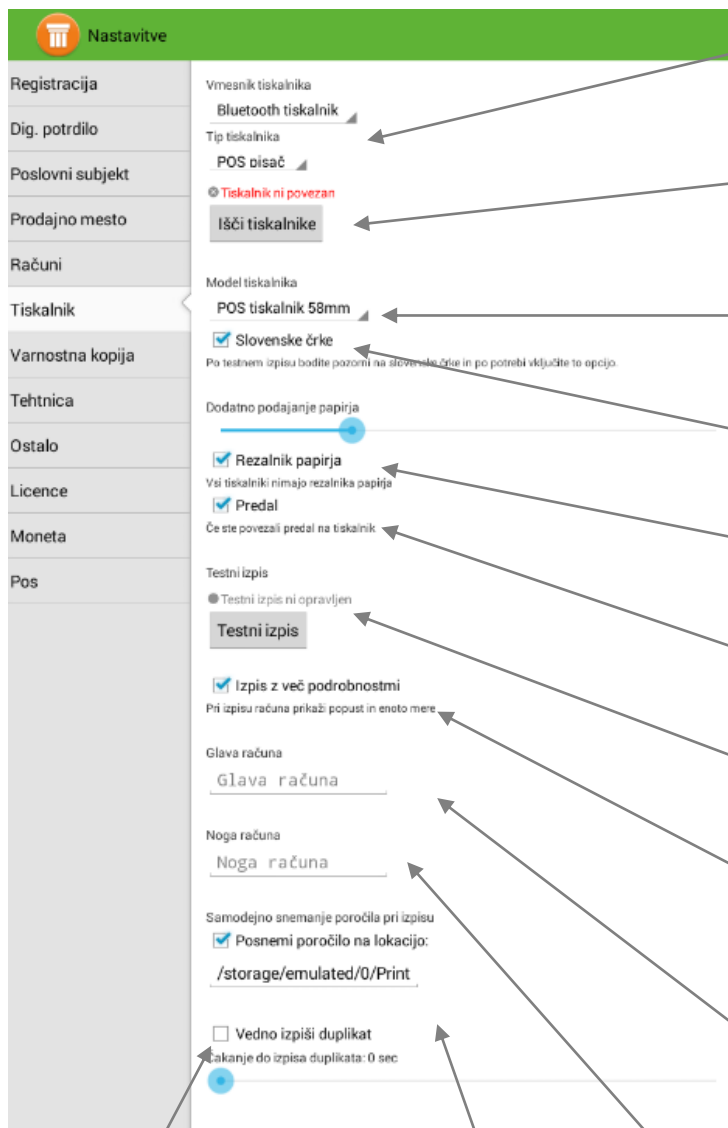 Nastavitve
Registracija
Dig. potrdilo
Poslovni subjekt
Prodajno mesto
Računi
Tiskalnik
Varnostna kopija
Tehtnica
Ostalo
Licence
Moneta
Pos
Vmesnik tiskalnika
Bluetooth tiskalnik
Tip tiskalnika
POS pisač
Tiskalnik ni povezan
Išči tiskalnike
Model tiskalnika
POS tiskalnik 58mm
Slovenske črke
Po testnem izpisu bodite pozorni na slovenske črke in po potrebi vključite to opcijo.
Dodatno podajanje papirja
Rezalnik papirja
Vsi tiskalniki nimajo rezalnika papirja
Predal
Če ste povezali predal na tiskalnik
Testni izpis
Testni izpis ni opravljen
Testni izpis
Izpis z več podrobnostmi
Pri izpisu računa prikaži popust in enoto mere
Glava računa
Glava računa
Noga računa
Noga računa
Samodejno snemanje poročila pri izpisu
Posnemi poročilo na lokacijo:
/storage/emulated/0/Print
Vedno izpiši duplikat
Čakanje do izpisa duplikata: 0 sec